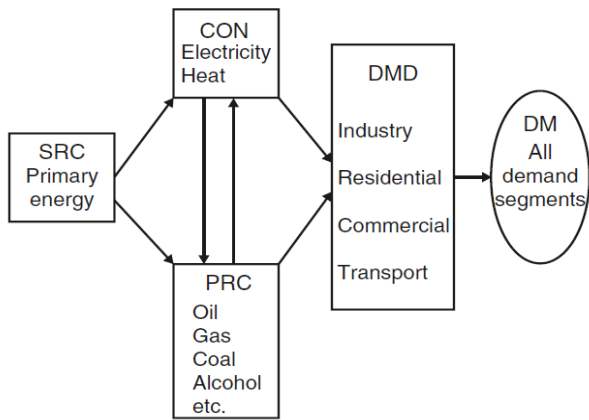 SRC
Primary
energy
CON
Electricity
Heat
PRC
Oil
Gas
Coal
Alcohol
etc.
DMD
Industry
Residential
Commercial
Transport
DM
All
demand
segments